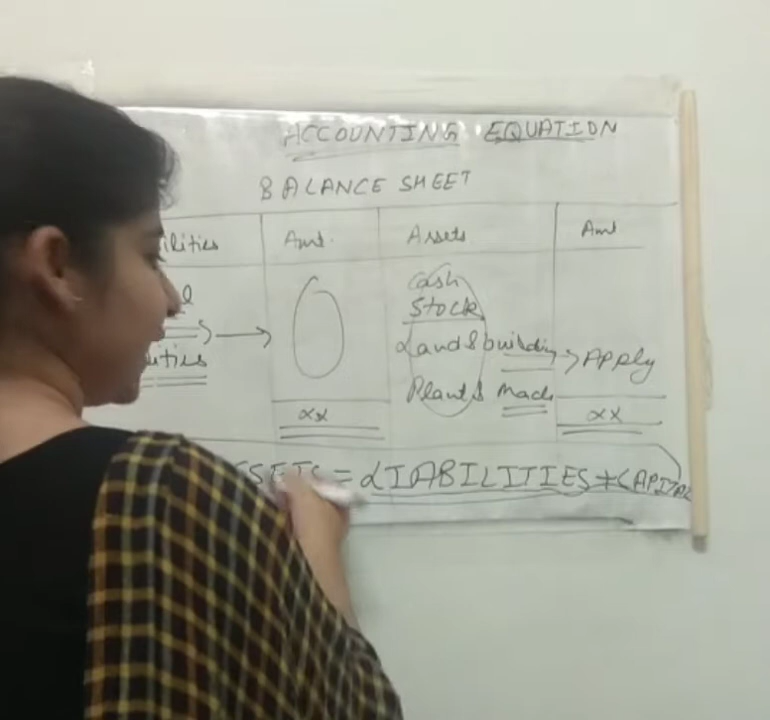 ACCOUNTING EQUATION
BALANCE SHEET
ilities Amt. Assets Amt
Cash
Stock
Land & building Apply
ities
Plant & Mach
xx xx
SSETS = LIABILITIES + CAPITAL